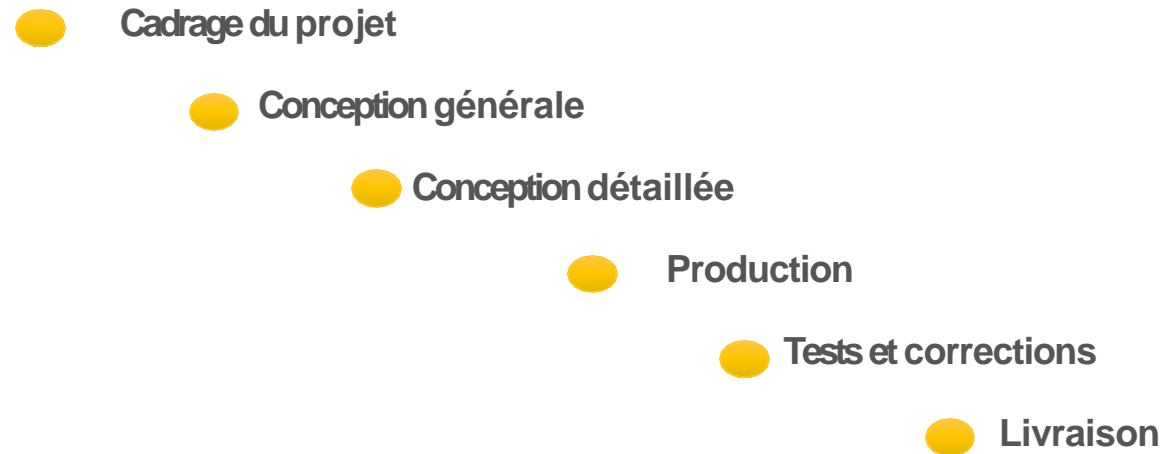 Cadrage du projet
Conception générale
Conception détaillée
Production
Tests et corrections
Livraison